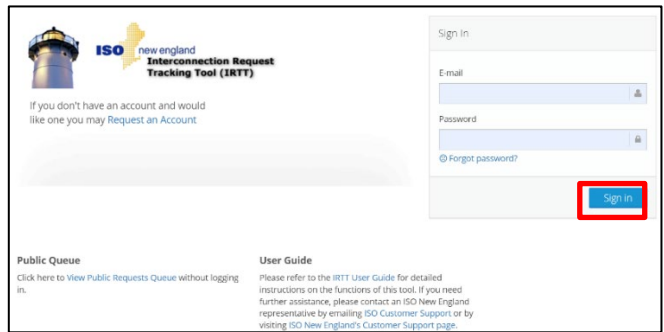 ISO new england
Interconnection Request
Tracking Tool (IRTT)
If you don't have an account and would
like one you may Request an Account
Sign in
E-mail
Password
Forgot password?
Sign in
Public Queue
Click here to View Public Requests Queue without logging
in.
User Guide
Please refer to the IRTT User Guide for detailed
instructions on the functions of this tool. If you need
further assistance, please contact an ISO New England
representative by emailing ISO Customer Support or by
visiting ISO New England's Customer Support page.